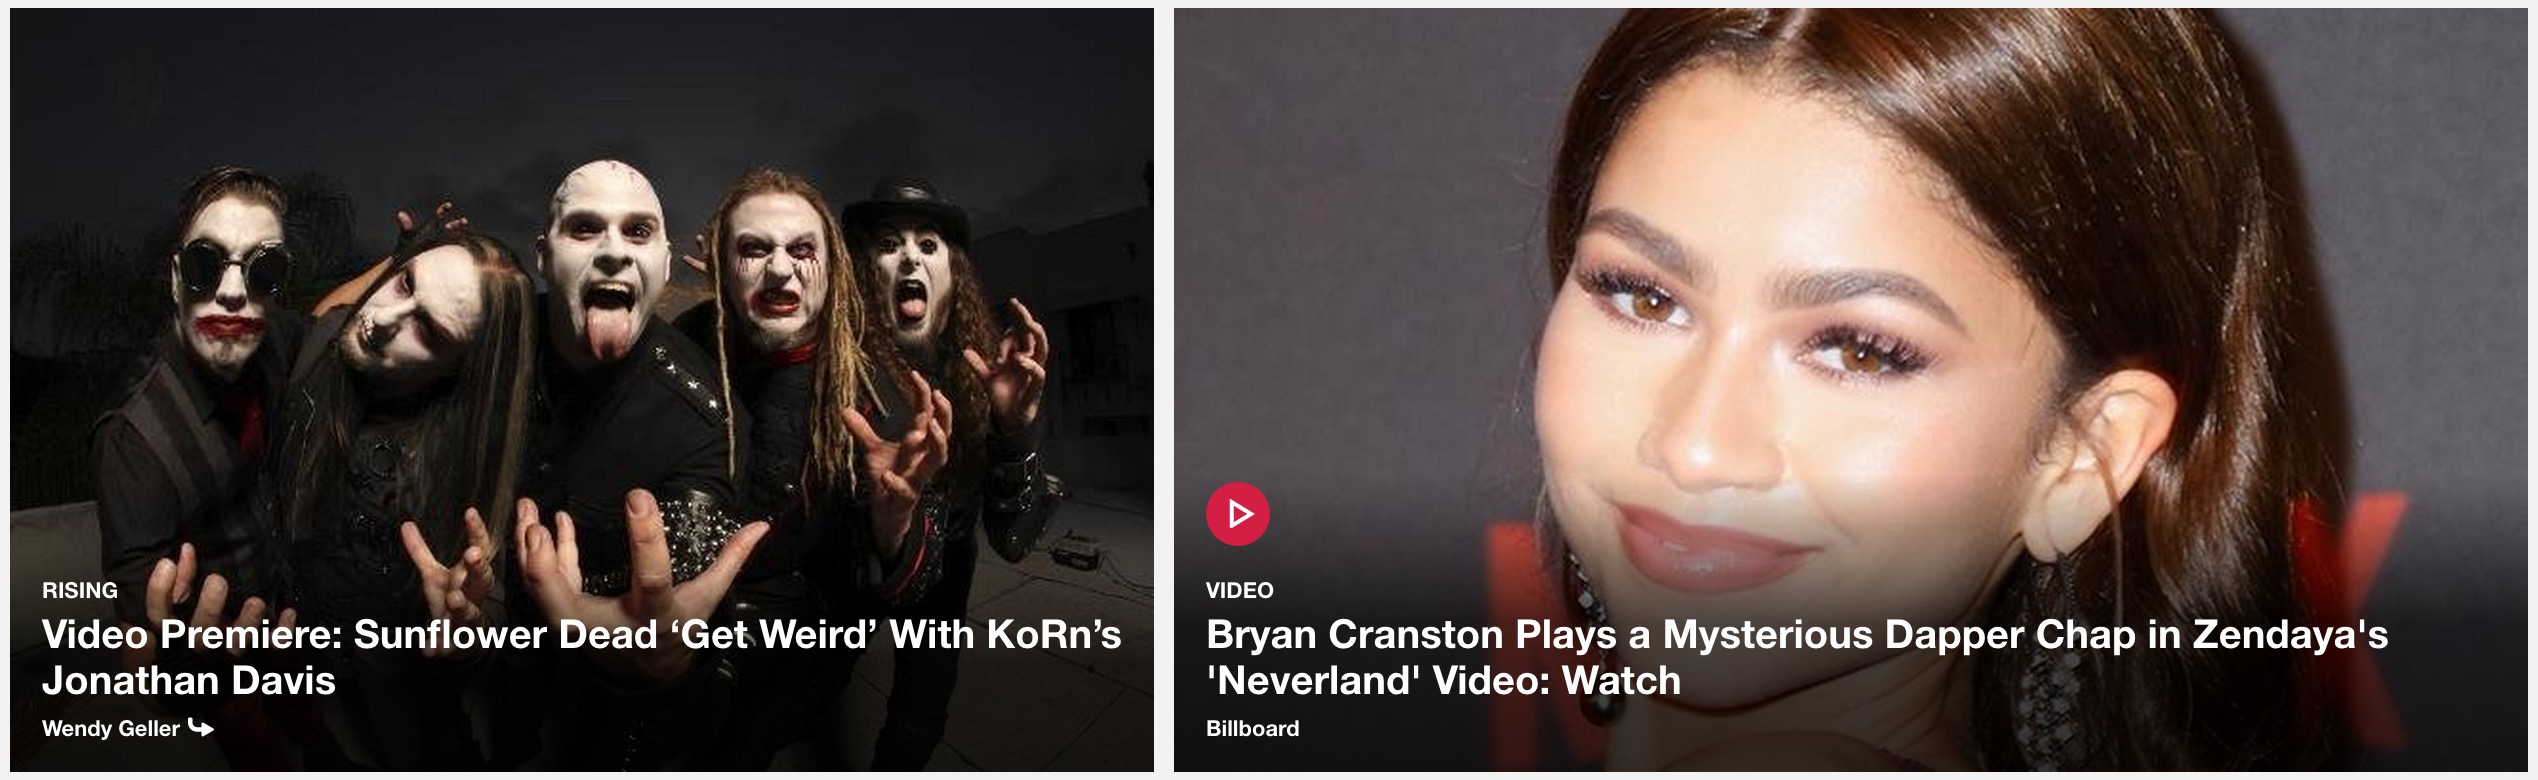 RISING
Video Premiere: Sunflower Dead ‘Get Weird’ With KoRn’s
Jonathan Davis
Wendy Geller
VIDEO
Bryan Cranston Plays a Mysterious Dapper Chap in Zendaya's
'Neverland' Video: Watch
Billboard